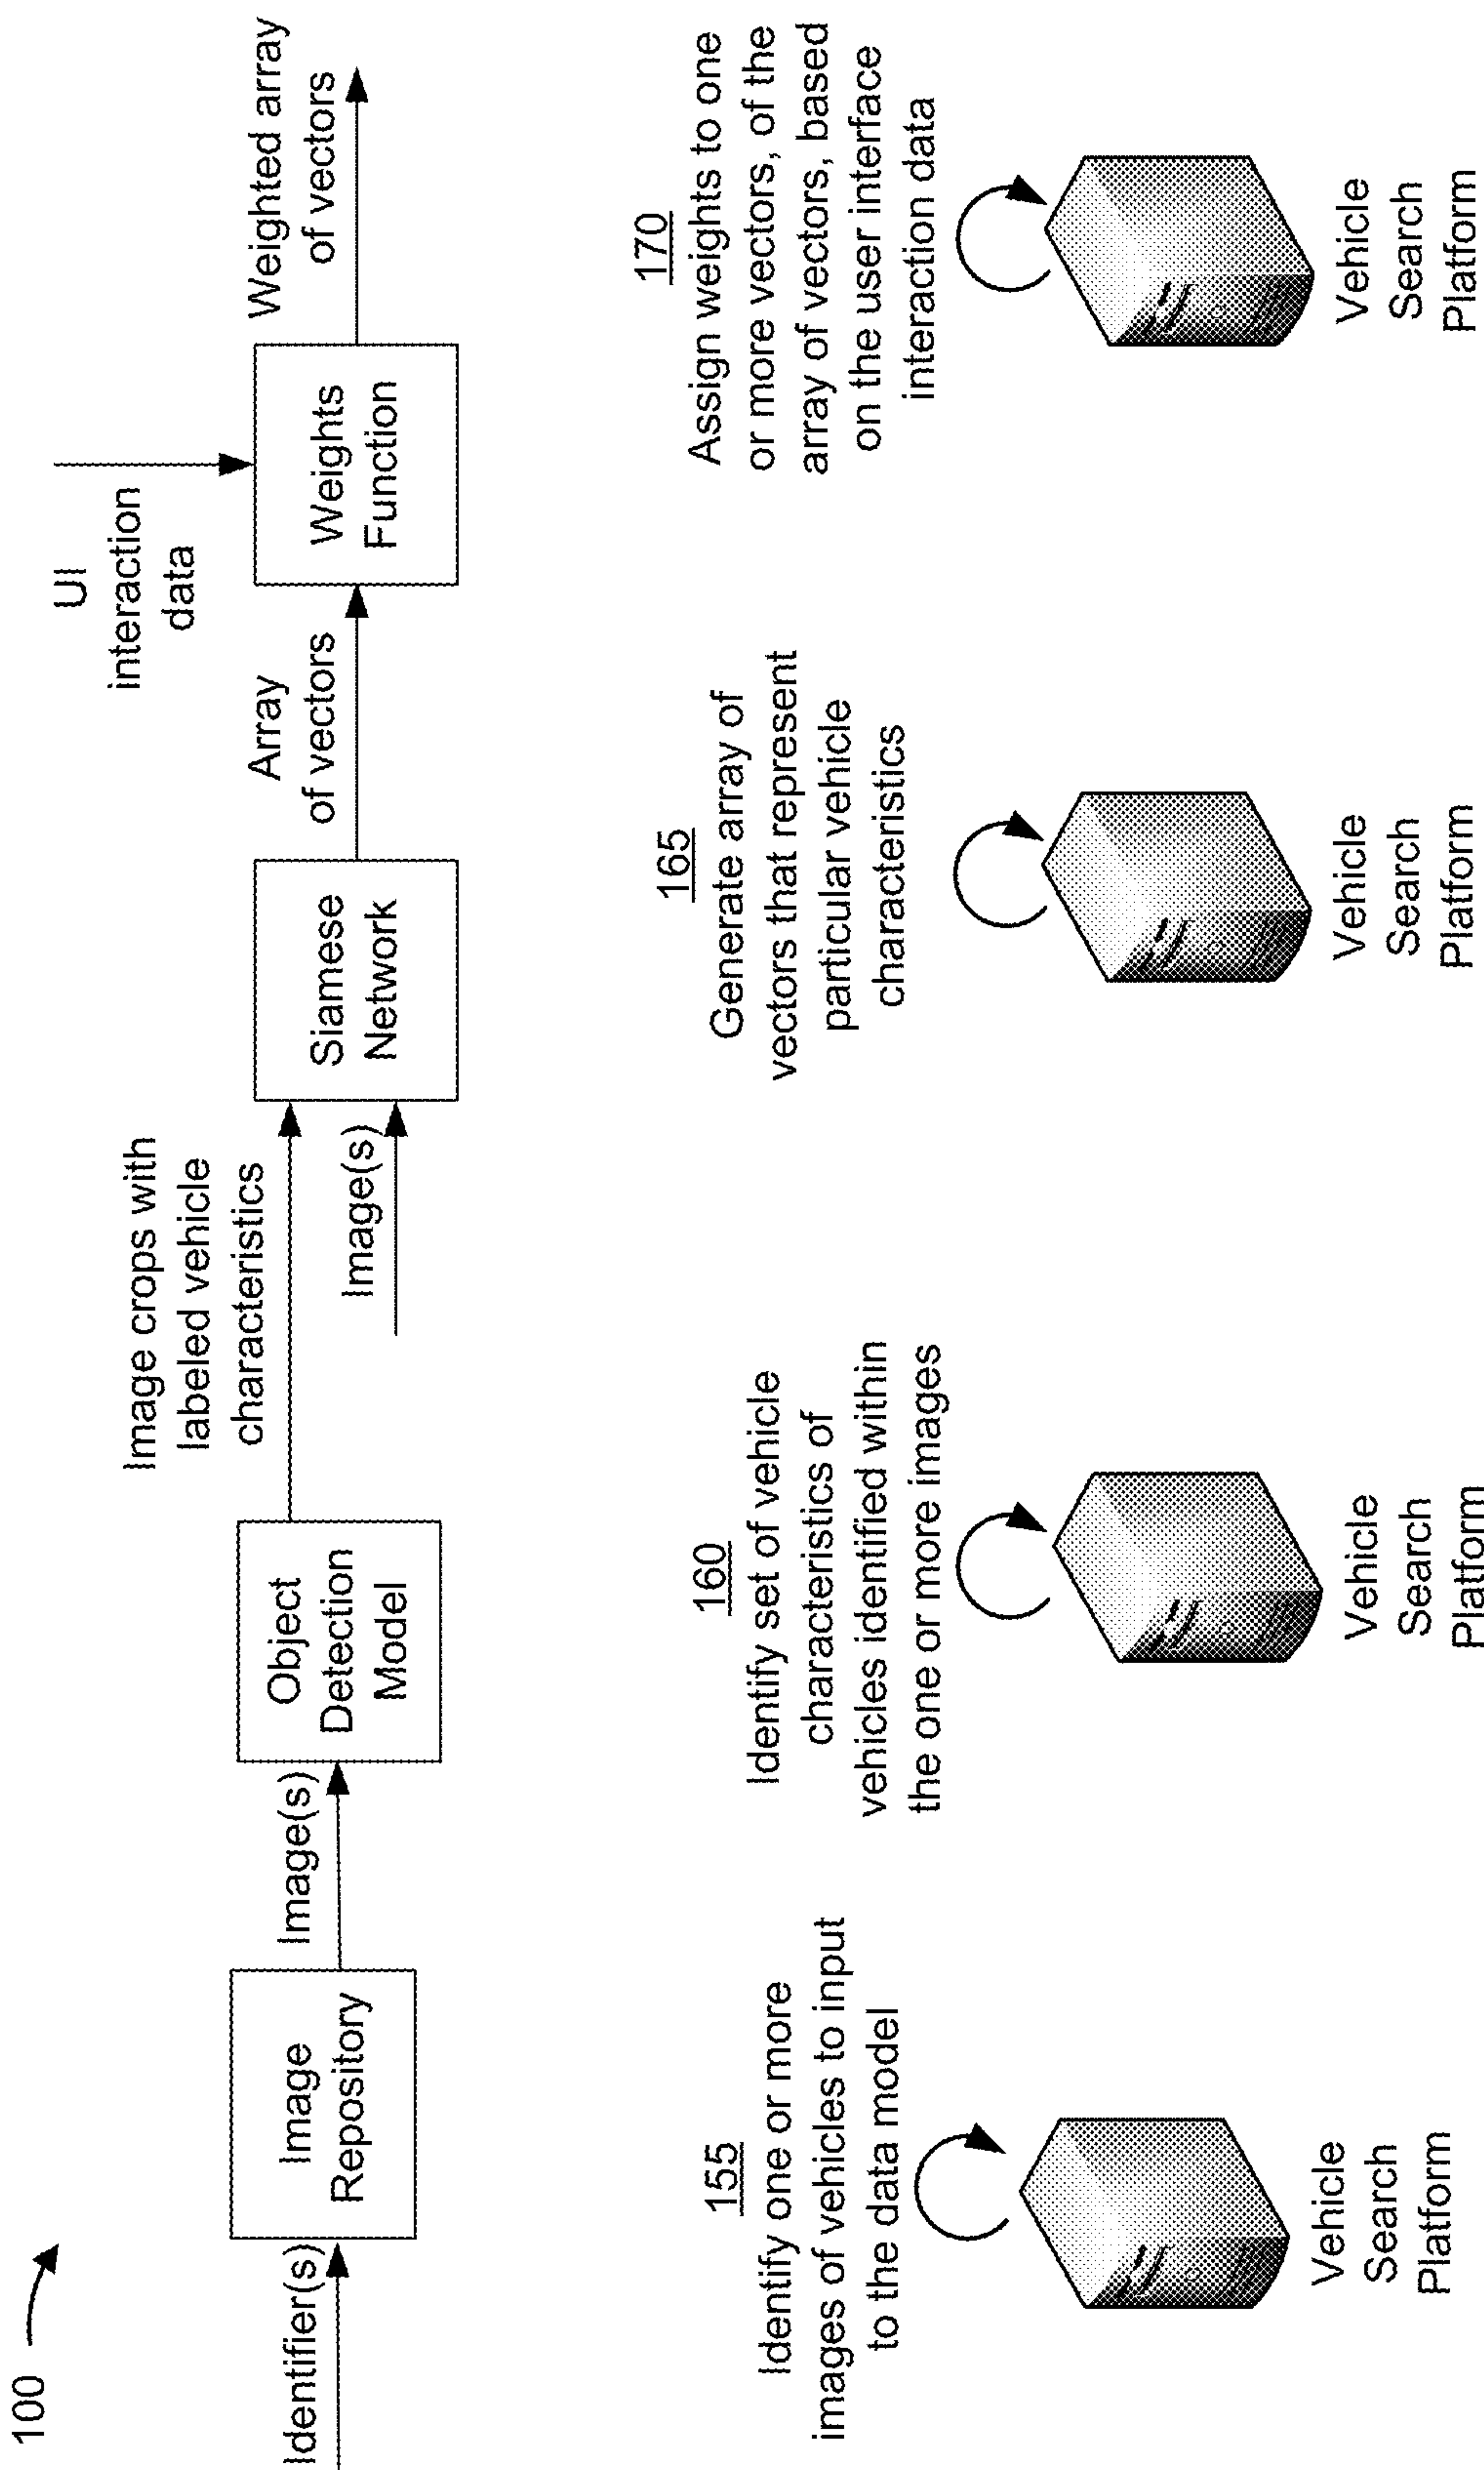 100
Identifier(s)
Image
Repository
Image(s)
Object
Detection
Model
Image crops with
labeled vehicle
characteristics
Image(s)
Siamese
Network
Array
of vectors
UI
interaction
data
Weights
Function
Weighted array
of vectors
155
Identify one or more
images of vehicles to input
to the data model
Vehicle
Search
Platform
160
Identify set of vehicle
characteristics of
vehicles identified within
the one or more images
Vehicle
Search
Platform
165
Generate array of
vectors that represent
particular vehicle
characteristics
Vehicle
Search
Platform
170
Assign weights to one
or more vectors, of the
array of vectors, based
on the user interface
interaction data
Vehicle
Search
Platform